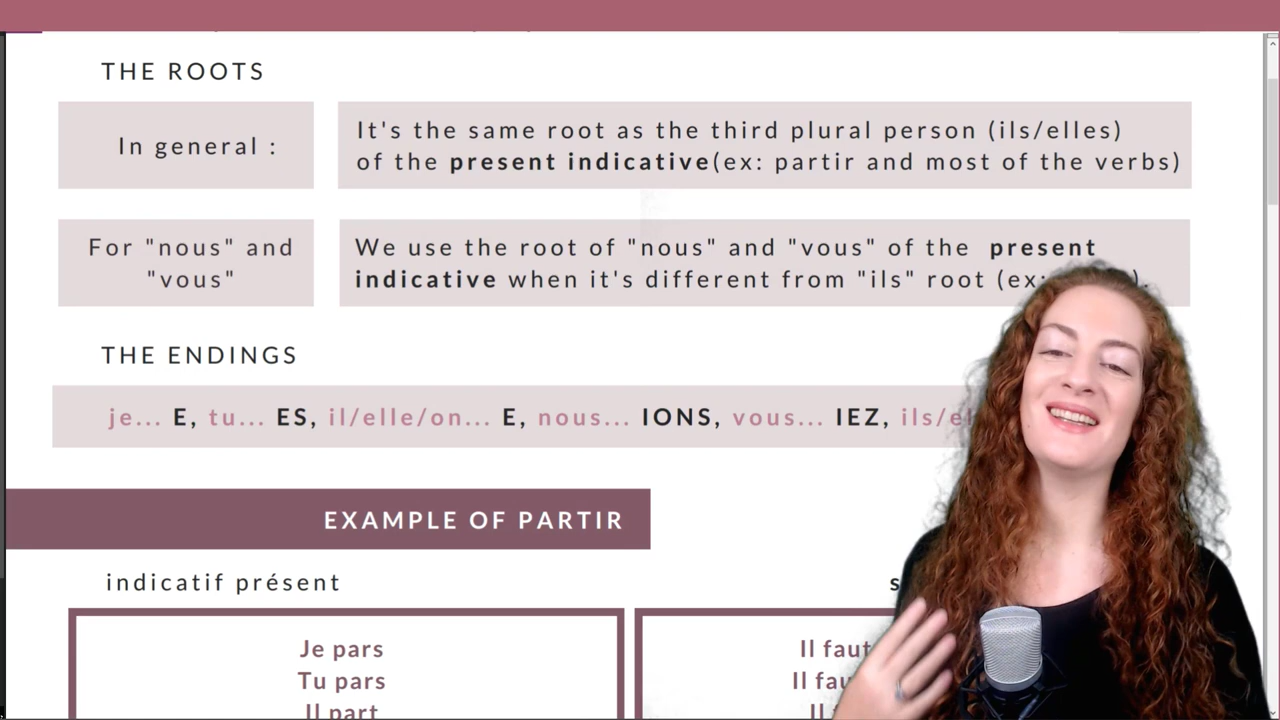 THE ROOTS
In general :
It's the same root as the third plural person (ils/elles)
of the present indicative(ex: partir and most of the verbs)
For "nous" and
"vous"
We use the root of "nous" and "vous" of the present
indicative when it's different from "ils" root (ex:
THE ENDINGS
je... E, tu... ES, il/elle/on... E, nous... IONS, vous... IEZ, ils/
EXAMPLE OF PARTIR
indicatif présent
Je pars
Tu pars
Il part
Il faut